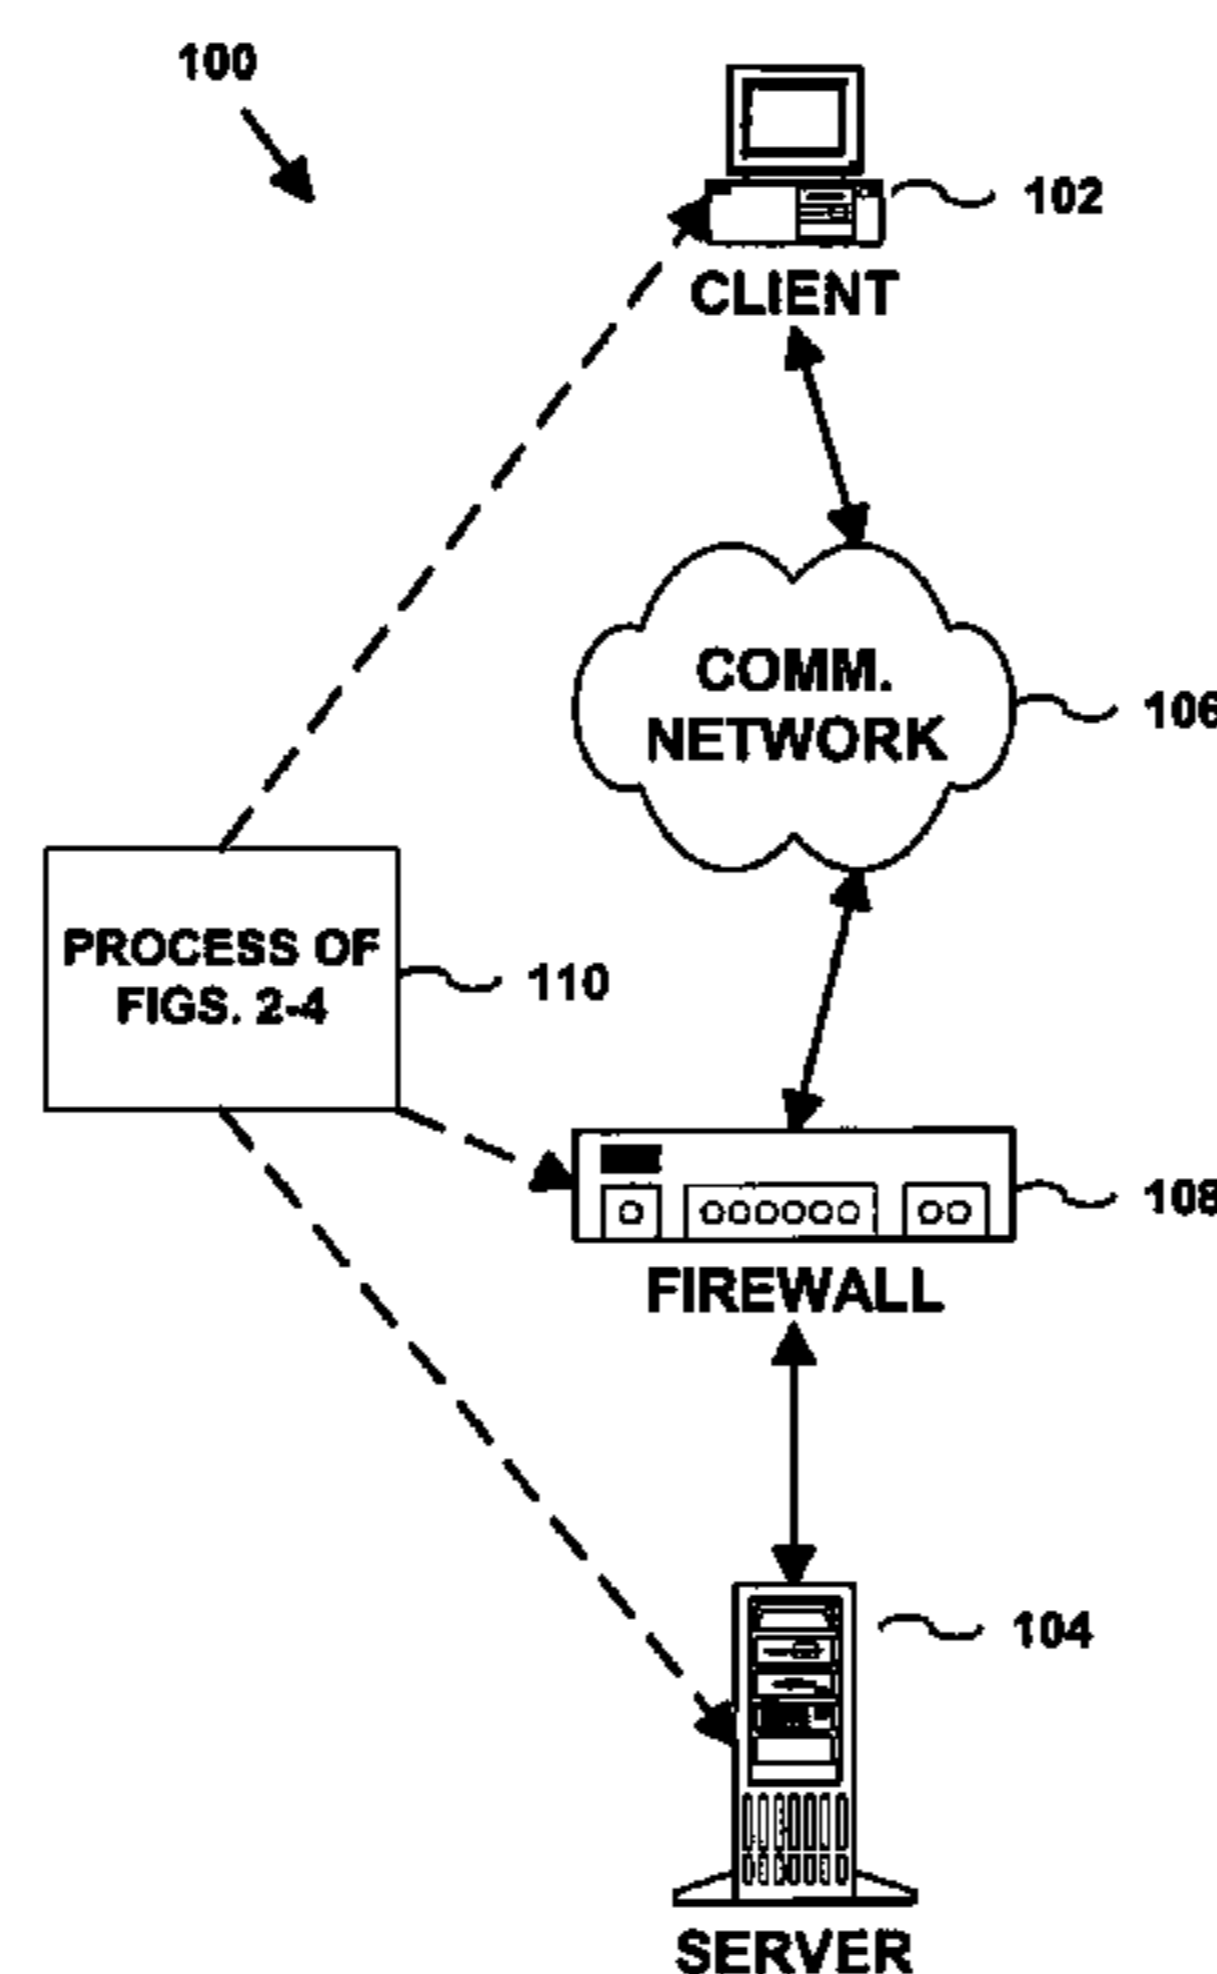 100
102
CLIENT
COMM.
NETWORK
106
PROCESS OF
FIGS. 2-4
110
108
FIREWALL
104
SERVER